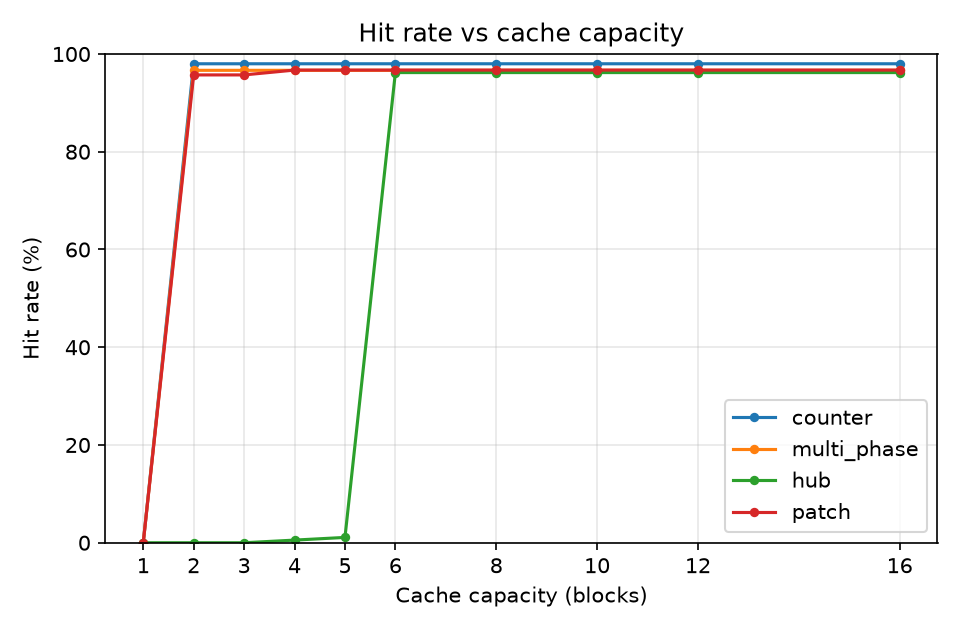 Hit rate vs cache capacity
Hit rate (%)
100
80
60
40
20
0
1 2 3 4 5 6 8 10 12 16
Cache capacity (blocks)
counter
multi_phase
hub
patch